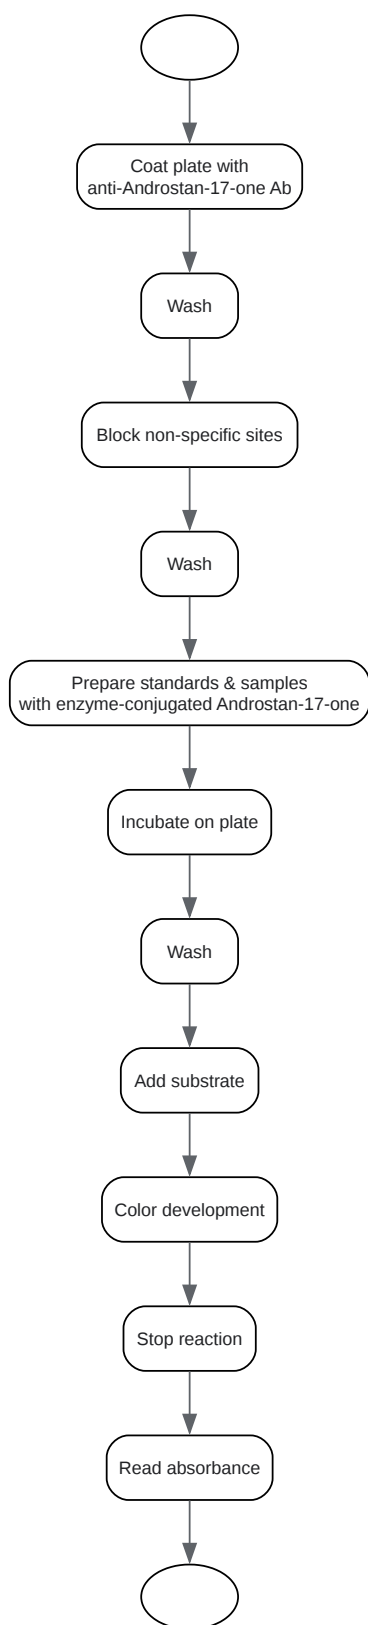 Coat plate with
anti-Androstan-17-one Ab
Wash
Block non-specific sites
Wash
Prepare standards & samples
with enzyme-conjugated Androstan-17-one
Incubate on plate
Wash
Add substrate
Color development
Stop reaction
Read absorbance